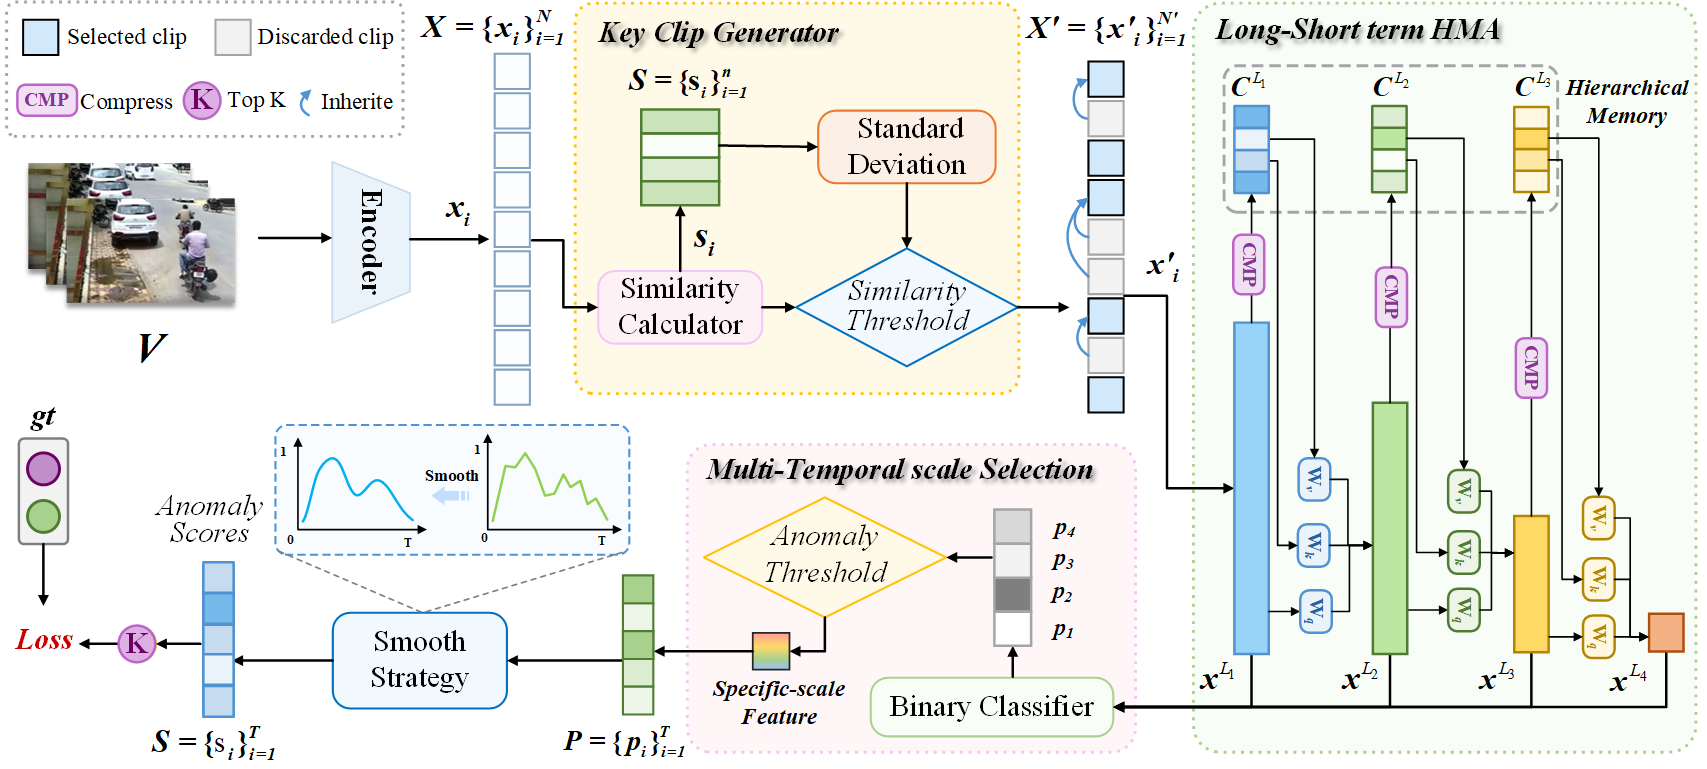 Selected clip
Discarded clip
CMP
Compress
K
Top K
Inherite
V
Encoder
x_i
X = {x_i}_{i=1}^{N}
Key Clip Generator
S = {s_i}_{i=1}^{n}
Standard
Deviation
s_i
Similarity
Calculator
Similarity
Threshold
X' = {x'_i}_{i=1}^{N'}
x'_i
Long-Short term HMA
C^{L_1}
C^{L_2}
C^{L_3}
Hierarchical
Memory
CMP
CMP
CMP
W_v
W_k
W_q
W_v
W_k
W_q
W_v
W_k
W_q
x^{L_1}
x^{L_2}
x^{L_3}
x^{L_4}
Multi-Temporal scale Selection
Anomaly
Threshold
p_4
p_3
p_2
p_1
Specific-scale
Feature
Binary Classifier
P = {p_i}_{i=1}^{T}
1
0
T
Smooth
1
0
T
Smooth
Strategy
Anomaly
Scores
S = {s_i}_{i=1}^{T}
gt
K
Loss